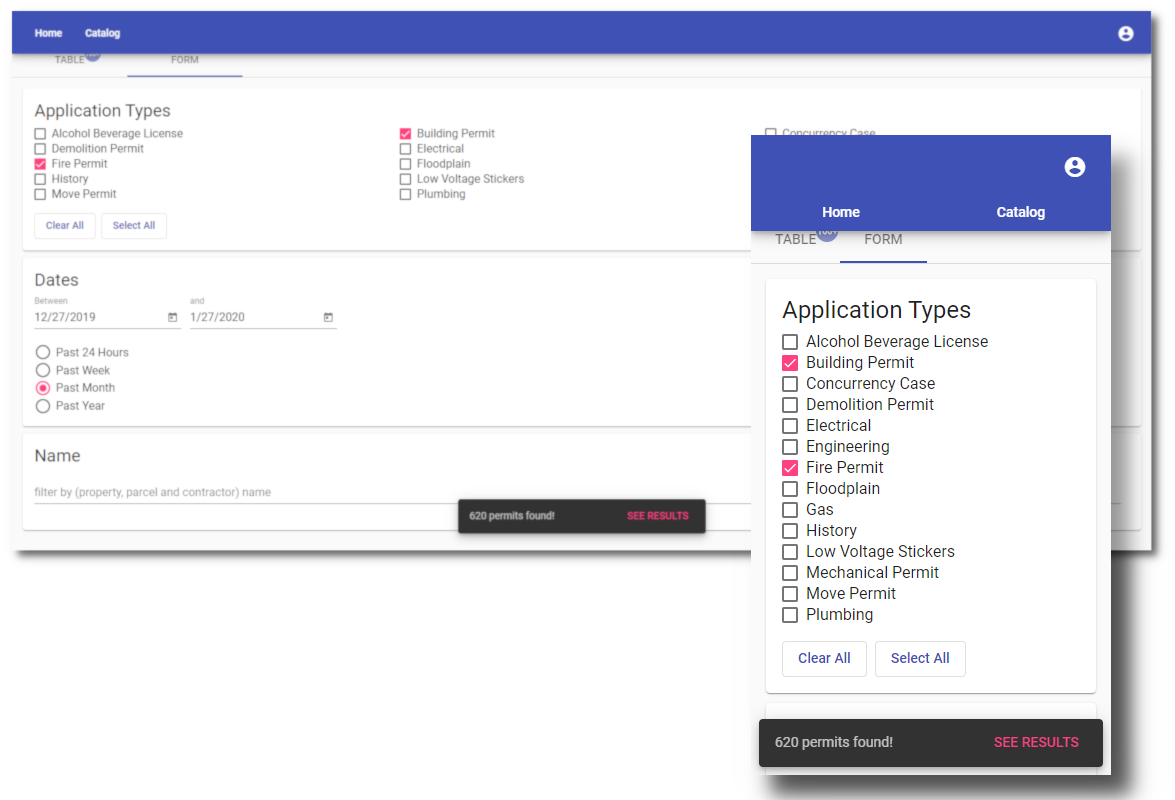 Home Catalog
TABLE FORM
Application Types
Alcohol Beverage License Building Permit Concurrency Case
Demolition Permit Electrical
Fire Permit Floodplain
History Low Voltage Stickers
Move Permit Plumbing
Clear All Select All
Dates
Between and
12/27/2019 1/27/2020
Past 24 Hours
Past Week
Past Month
Past Year
Name
filter by (property, parcel and contractor) name
620 permits found! SEE RESULTS
Home Catalog
TABLE FORM
Application Types
Alcohol Beverage License
Building Permit
Concurrency Case
Demolition Permit
Electrical
Engineering
Fire Permit
Floodplain
Gas
History
Low Voltage Stickers
Mechanical Permit
Move Permit
Plumbing
Clear All Select All
620 permits found! SEE RESULTS